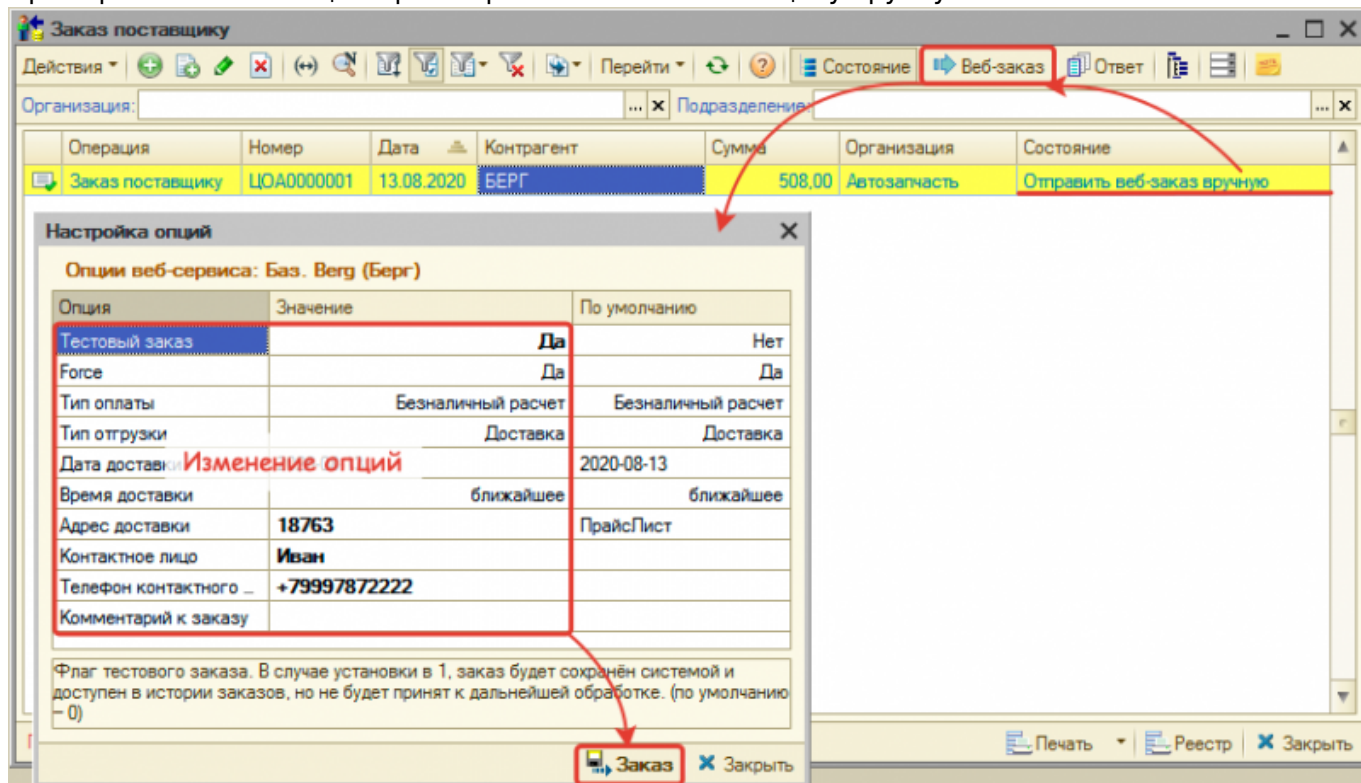 Заказ поставщику
Действия Перейти Состояние Веб-заказ Ответ
Организация: ... Подразделение: ...
Операция Номер Дата Контрагент Сумма Организация Состояние
Заказ поставщику ЦОА0000001 13.08.2020 БЕРГ 508,00 Автозапчасть Отправить веб-заказ вручную
Настройка опций
Опции веб-сервиса: Баз. Berg (Берг)
Опция Значение По умолчанию
Тестовый заказ Да Нет
Force Да Да
Тип оплаты Безналичный расчет Безналичный расчет
Тип отгрузки Доставка Доставка
Дата достав Изменение опций 2020-08-13
Время доставки ближайшее ближайшее
Адрес доставки 18763 ПрайсЛист
Контактное лицо Иван
Телефон контактного ... +79997872222
Комментарий к заказу
Флаг тестового заказа. В случае установки в 1, заказ будет сохранён системой и
доступен в истории заказов, но не будет принят к дальнейшей обработке. (по умолчанию
– 0)
Печать Реестр Закрыть
Заказ Закрыть